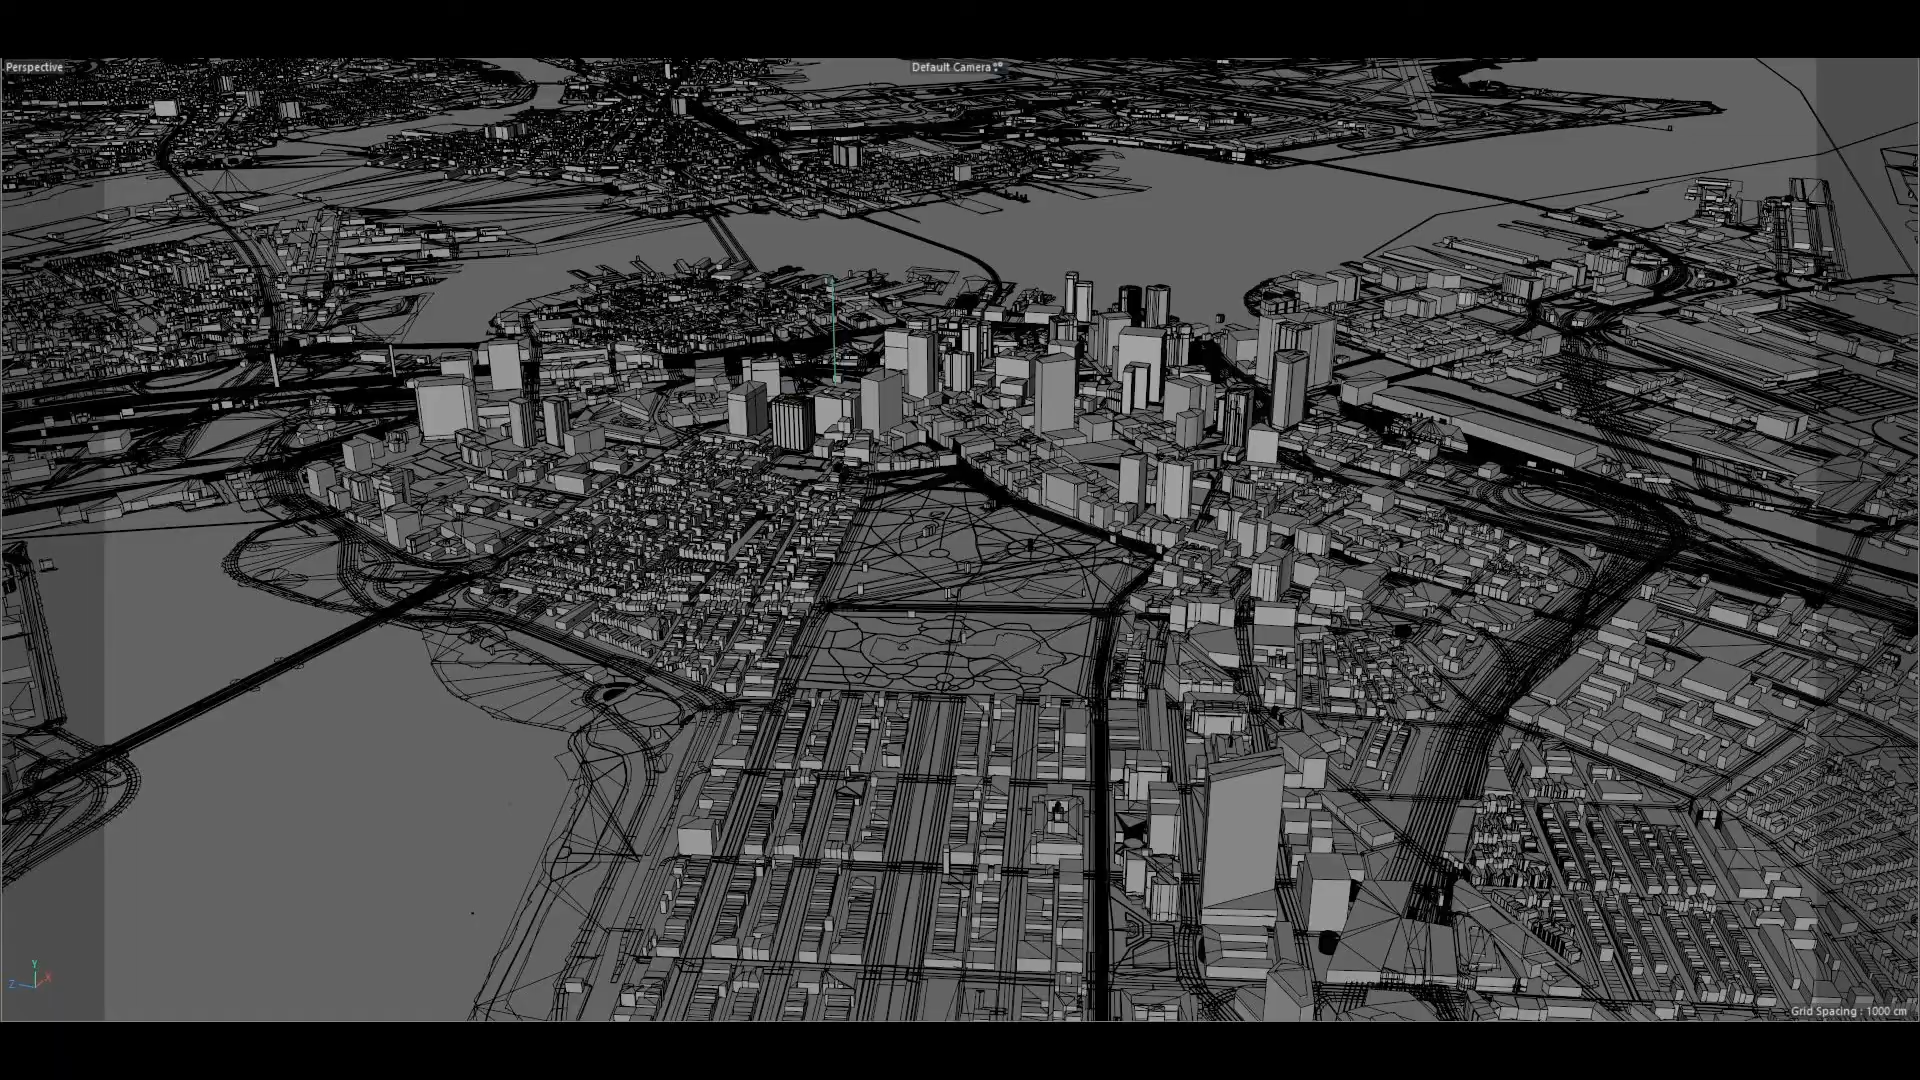 Perspective
Default Camera
Y
Z X
Grid Spacing : 1000 cm